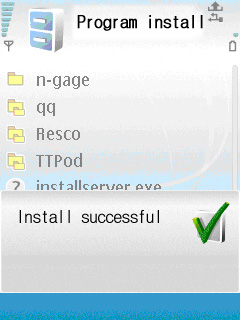 Program install
n-gage
qq
Resco
TTPod
installserver.exe
Install successful